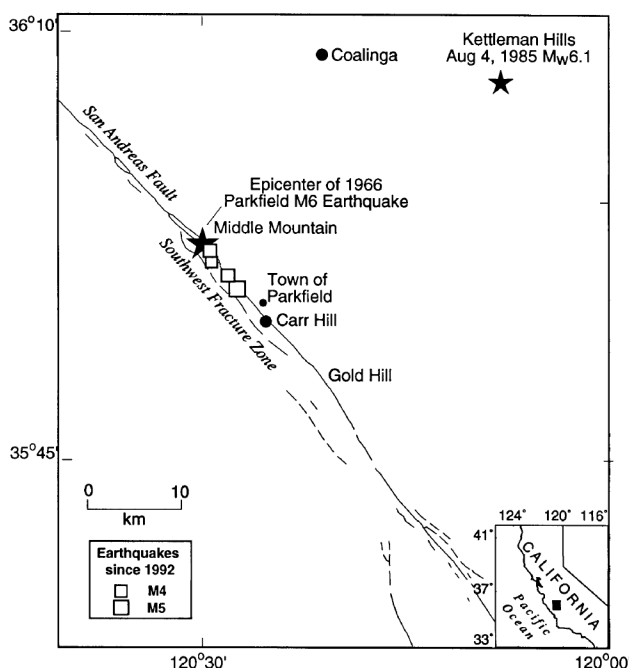 36°10'
Coalinga
Kettleman Hills
Aug 4, 1985 Mw6.1
San Andreas Fault
Epicenter of 1966
Parkfield M6 Earthquake
Middle Mountain
Southwest Fracture Zone
Town of
Parkfield
Carr Hill
Gold Hill
35°45'
0 10
km
Earthquakes
since 1992
M4
M5
124° 120° 116°
41°
37°
33°
CALIFORNIA
Pacific
Ocean
120°30'
120°00